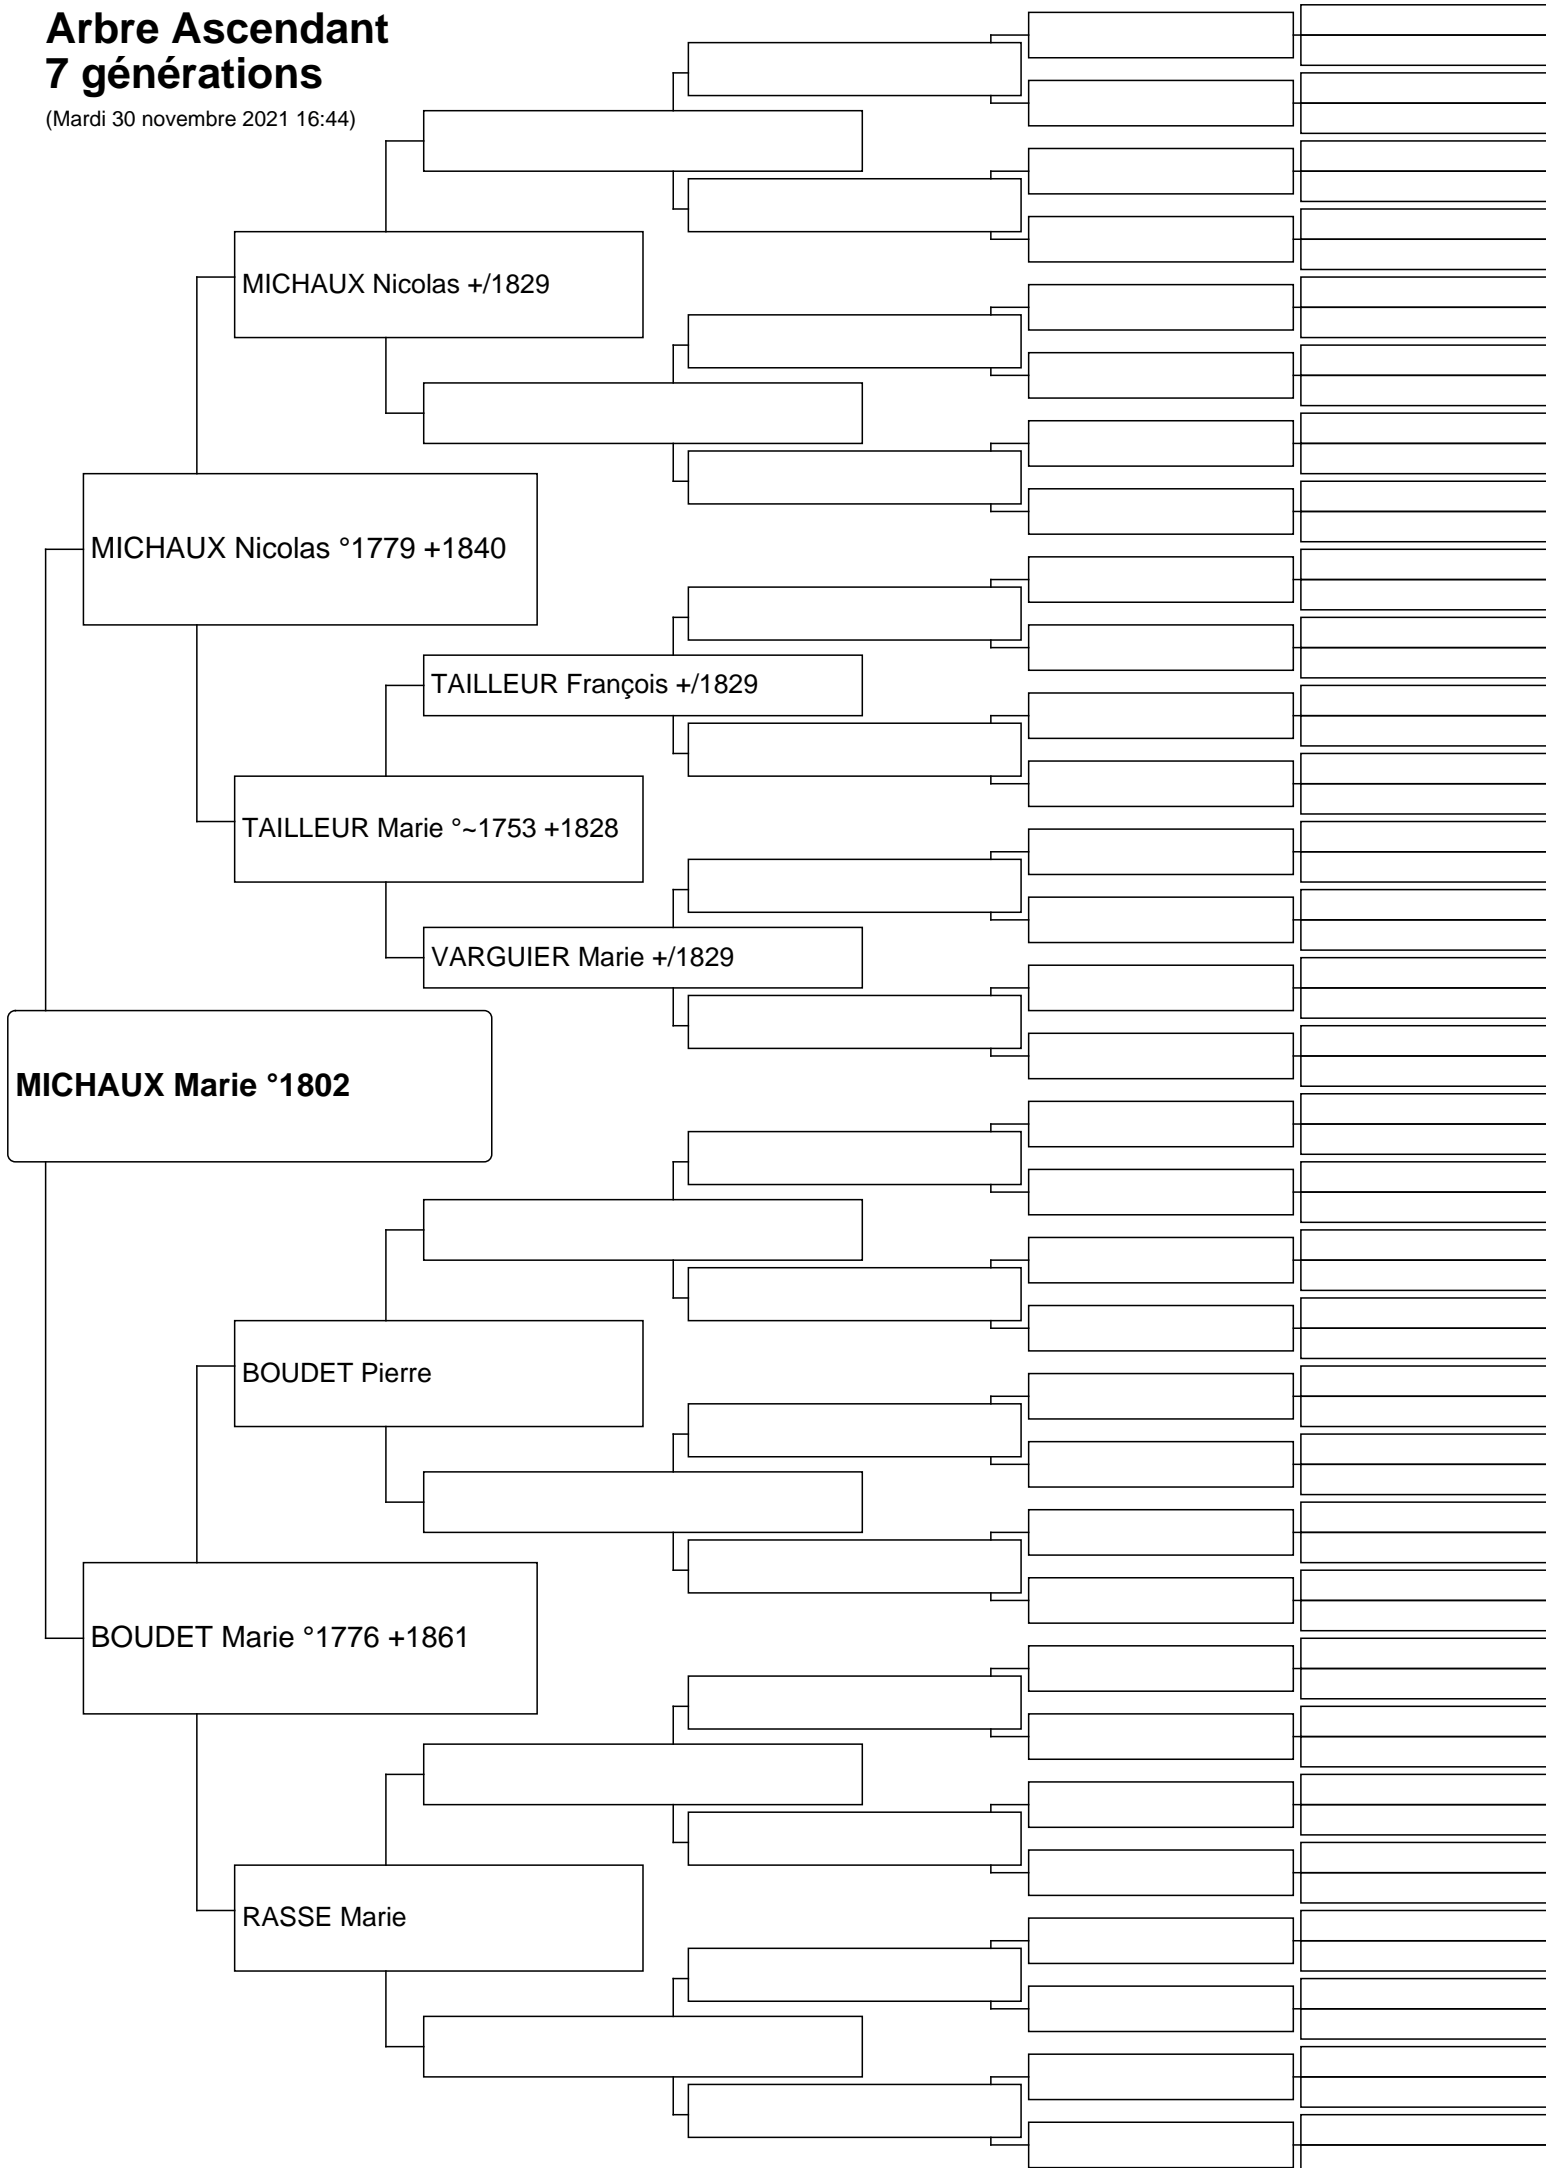 Arbre Ascendant
7 générations
(Mardi 30 novembre 2021 16:44)
MICHAUX Nicolas +/1829
MICHAUX Nicolas °1779 +1840
TAILLEUR François +/1829
TAILLEUR Marie °~1753 +1828
VARGUIER Marie +/1829
MICHAUX Marie °1802
BOUDET Pierre
BOUDET Marie °1776 +1861
RASSE Marie